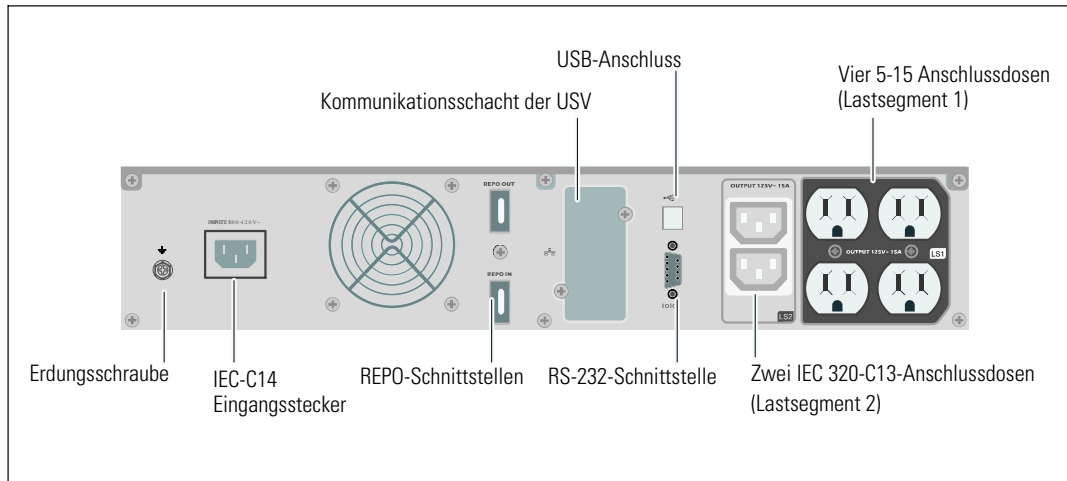 USB-Anschluss
Vier 5-15 Anschlussdosen
(Lastsegment 1)
Kommunikationsschacht der USV
REPO OUT
OUTPUT 125V~ 15A
OUTPUT 125V~ 15A
LS1
REPO IN
LS2
Erdungsschraube
IEC-C14
Eingangsstecker
REPO-Schnittstellen
RS-232-Schnittstelle
Zwei IEC 320-C13-Anschlussdosen
(Lastsegment 2)